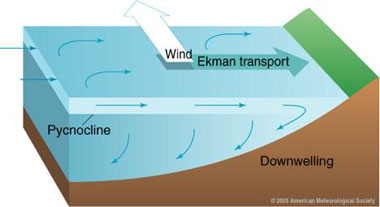 Wind
Ekman transport
Pycnocline
Downwelling
© 2005 American Meteorological Society